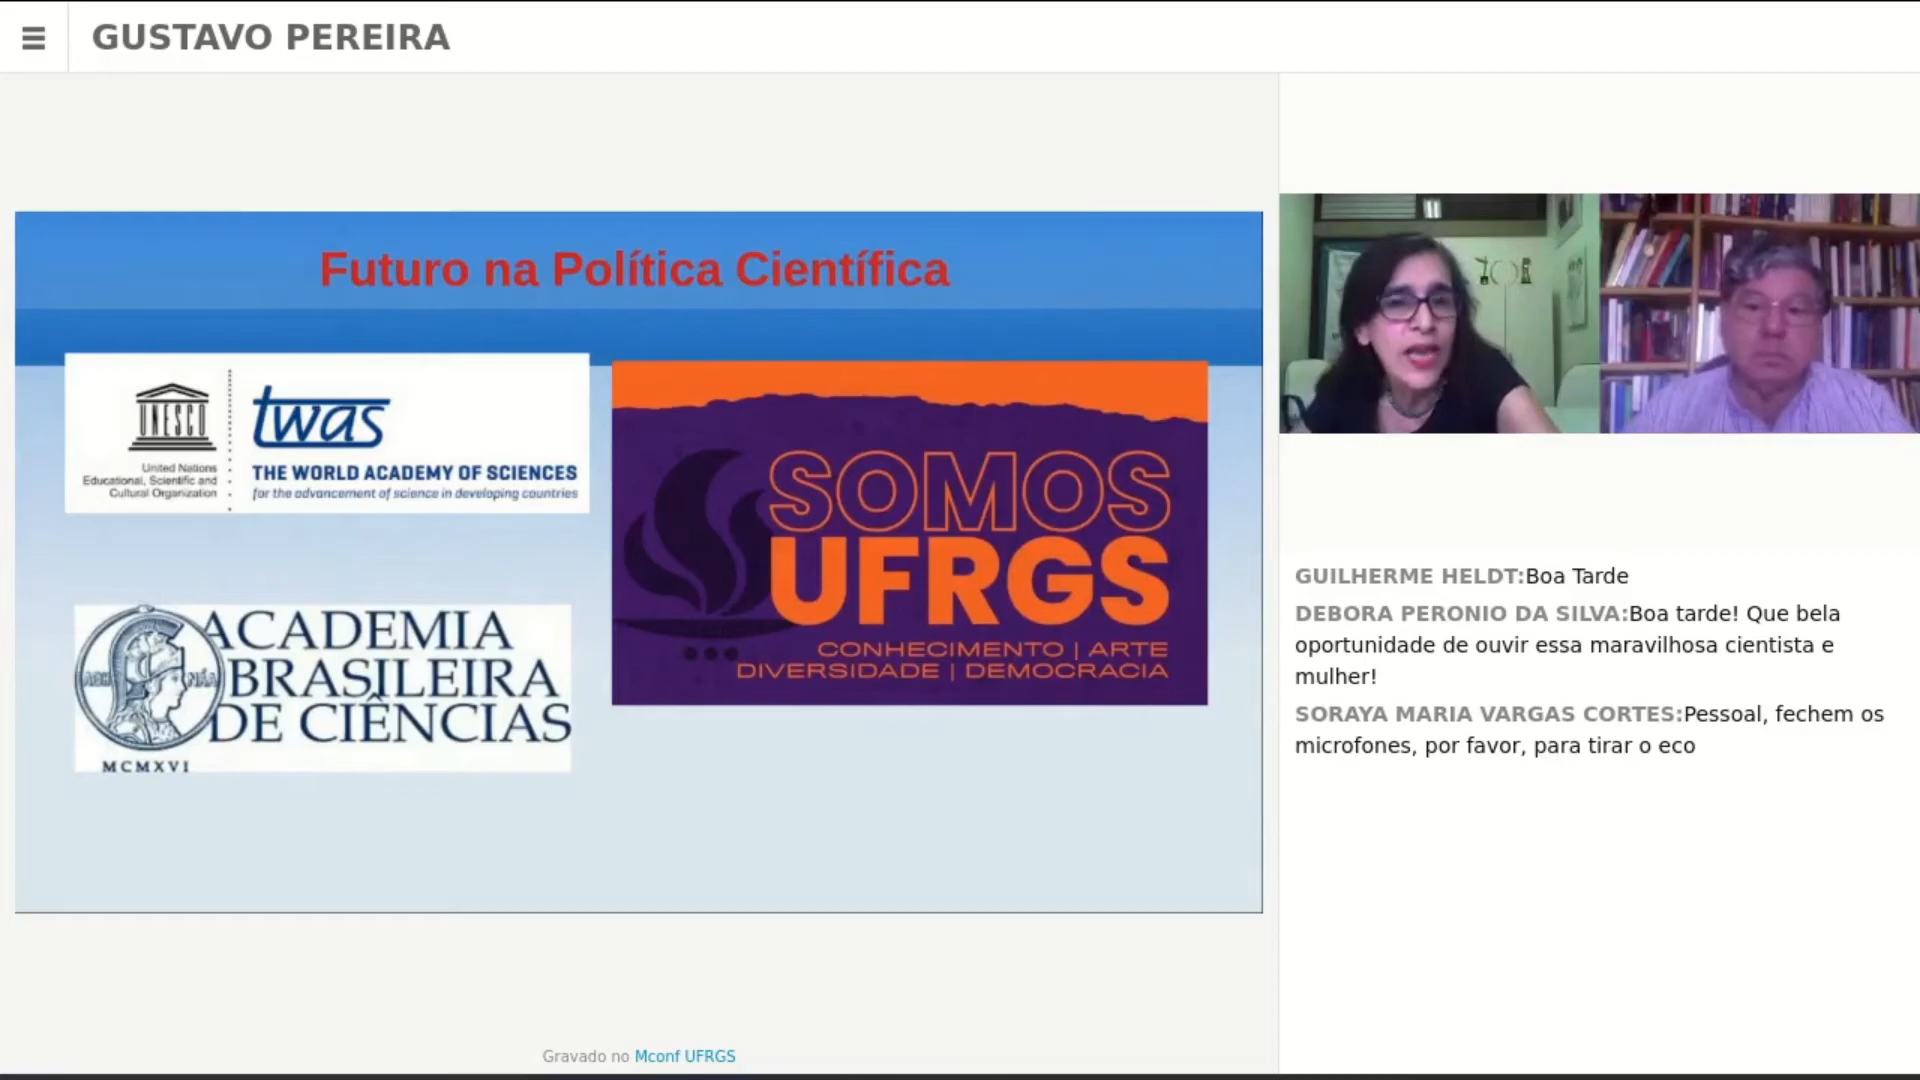 GUSTAVO PEREIRA
Futuro na Política Científica
UNESCO
United Nations
Educational, Scientific and
Cultural Organization
twas
THE WORLD ACADEMY OF SCIENCES
for the advancement of science in developing countries
SOMOS
UFRGS
CONHECIMENTO | ARTE
DIVERSIDADE | DEMOCRACIA
ACADEMIA
BRASILEIRA
DE CIÊNCIAS
MCMXVI
GUILHERME HELDT:Boa Tarde
DEBORA PERONIO DA SILVA:Boa tarde! Que bela
oportunidade de ouvir essa maravilhosa cientista e
mulher!
SORAYA MARIA VARGAS CORTES:Pessoal, fechem os
microfones, por favor, para tirar o eco
Gravado no Mconf UFRGS